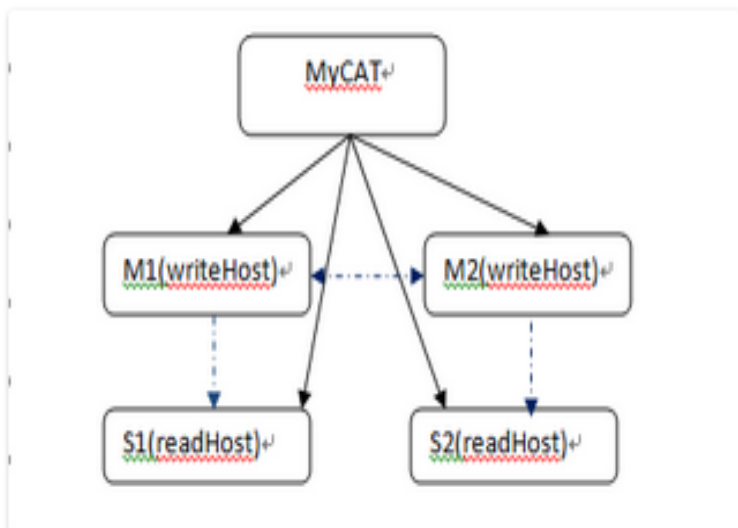 MyCAT
M1(writeHost)
M2(writeHost)
S1(readHost)
S2(readHost)